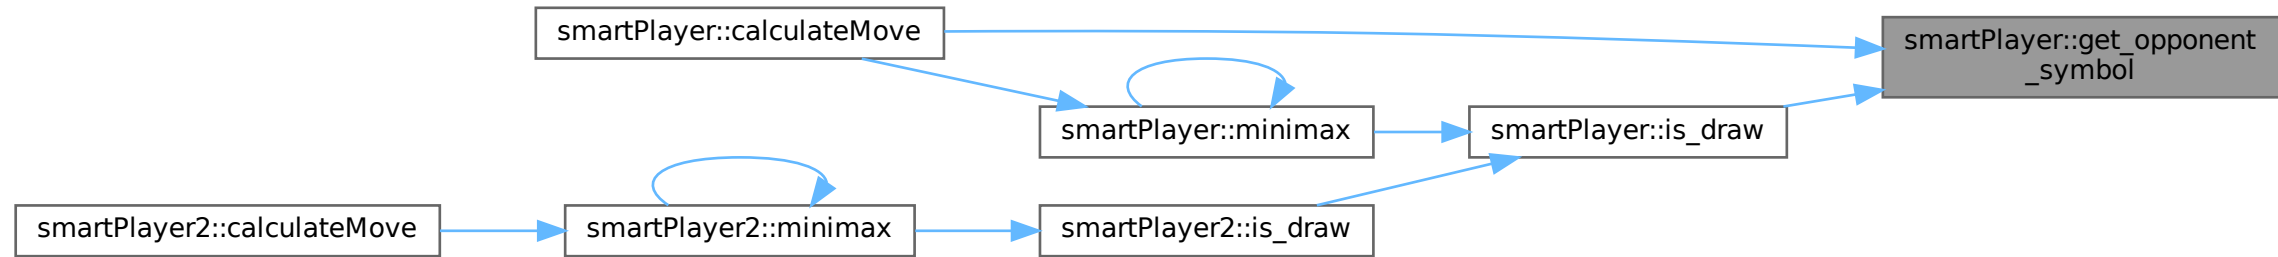 smartPlayer::calculateMove
smartPlayer::get_opponent
_symbol
smartPlayer::minimax
smartPlayer::is_draw
smartPlayer2::calculateMove
smartPlayer2::minimax
smartPlayer2::is_draw